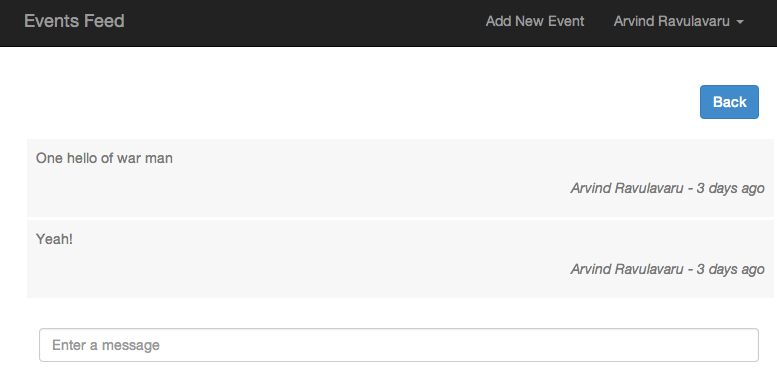 Events Feed Add New Event Arvind Ravulavaru
Back
One hello of war man
Arvind Ravulavaru - 3 days ago
Yeah!
Arvind Ravulavaru - 3 days ago
Enter a message